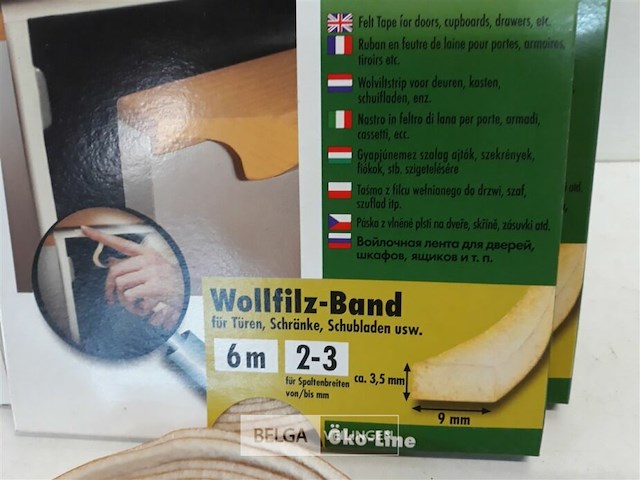 Felt Tape for doors, cupboards, drawers, etc.
Ruban en feutre de laine pour portes, armoires,
tiroirs etc.
Wolviltstrip voor deuren, kasten,
schuifladen, enz.
Nastro in feltro di lana per porte, armadi,
cassetti, ecc.
Gyapjúnemez szalag ajtók, szekrények,
fiókok, stb. szigetelésére
Taśma z filcu wełnianego do drzwi, szaf,
szuflad itp.
Páska z vlněné plsti na dveře, skříně, zásuvki atd.
Войлочная лента для дверей,
шкафов, ящиков и т. п.
Wollfilz-Band
für Türen, Schränke, Schubladen usw.
6 m
2-3
für Spaltenbreiten
von/bis mm
ca. 3,5 mm
9 mm
BELGA
Öko-Line